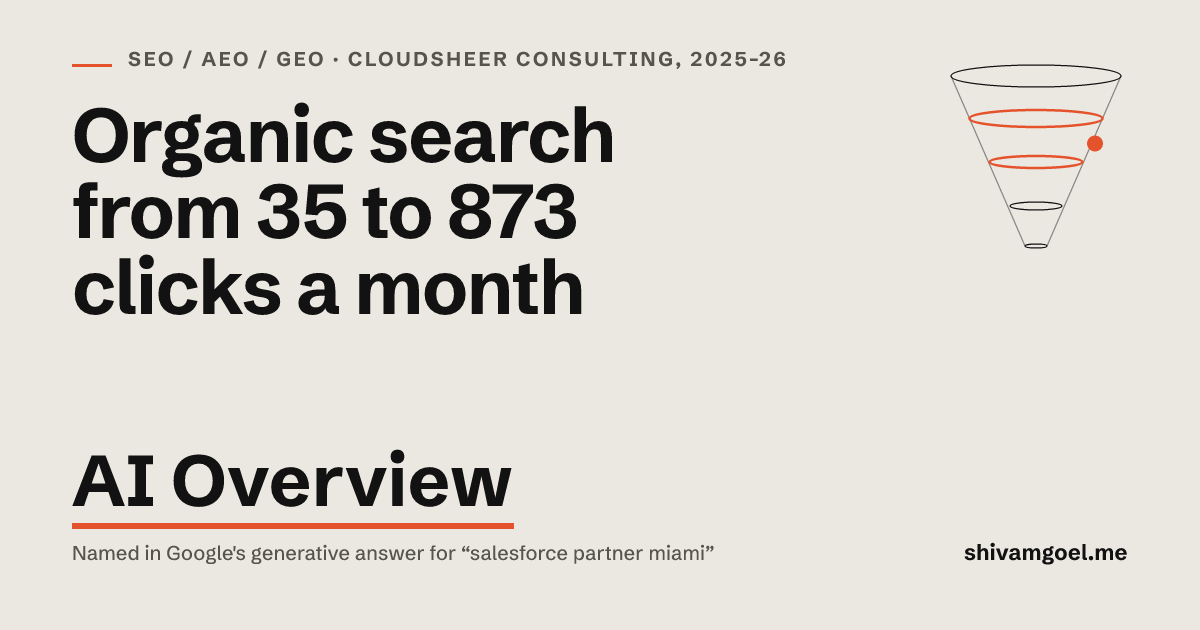 SEO / AEO / GEO · CLOUDSHEER CONSULTING, 2025-26
Organic search
from 35 to 873
clicks a month
AI Overview
Named in Google's generative answer for “salesforce partner miami”
shivamgoel.me